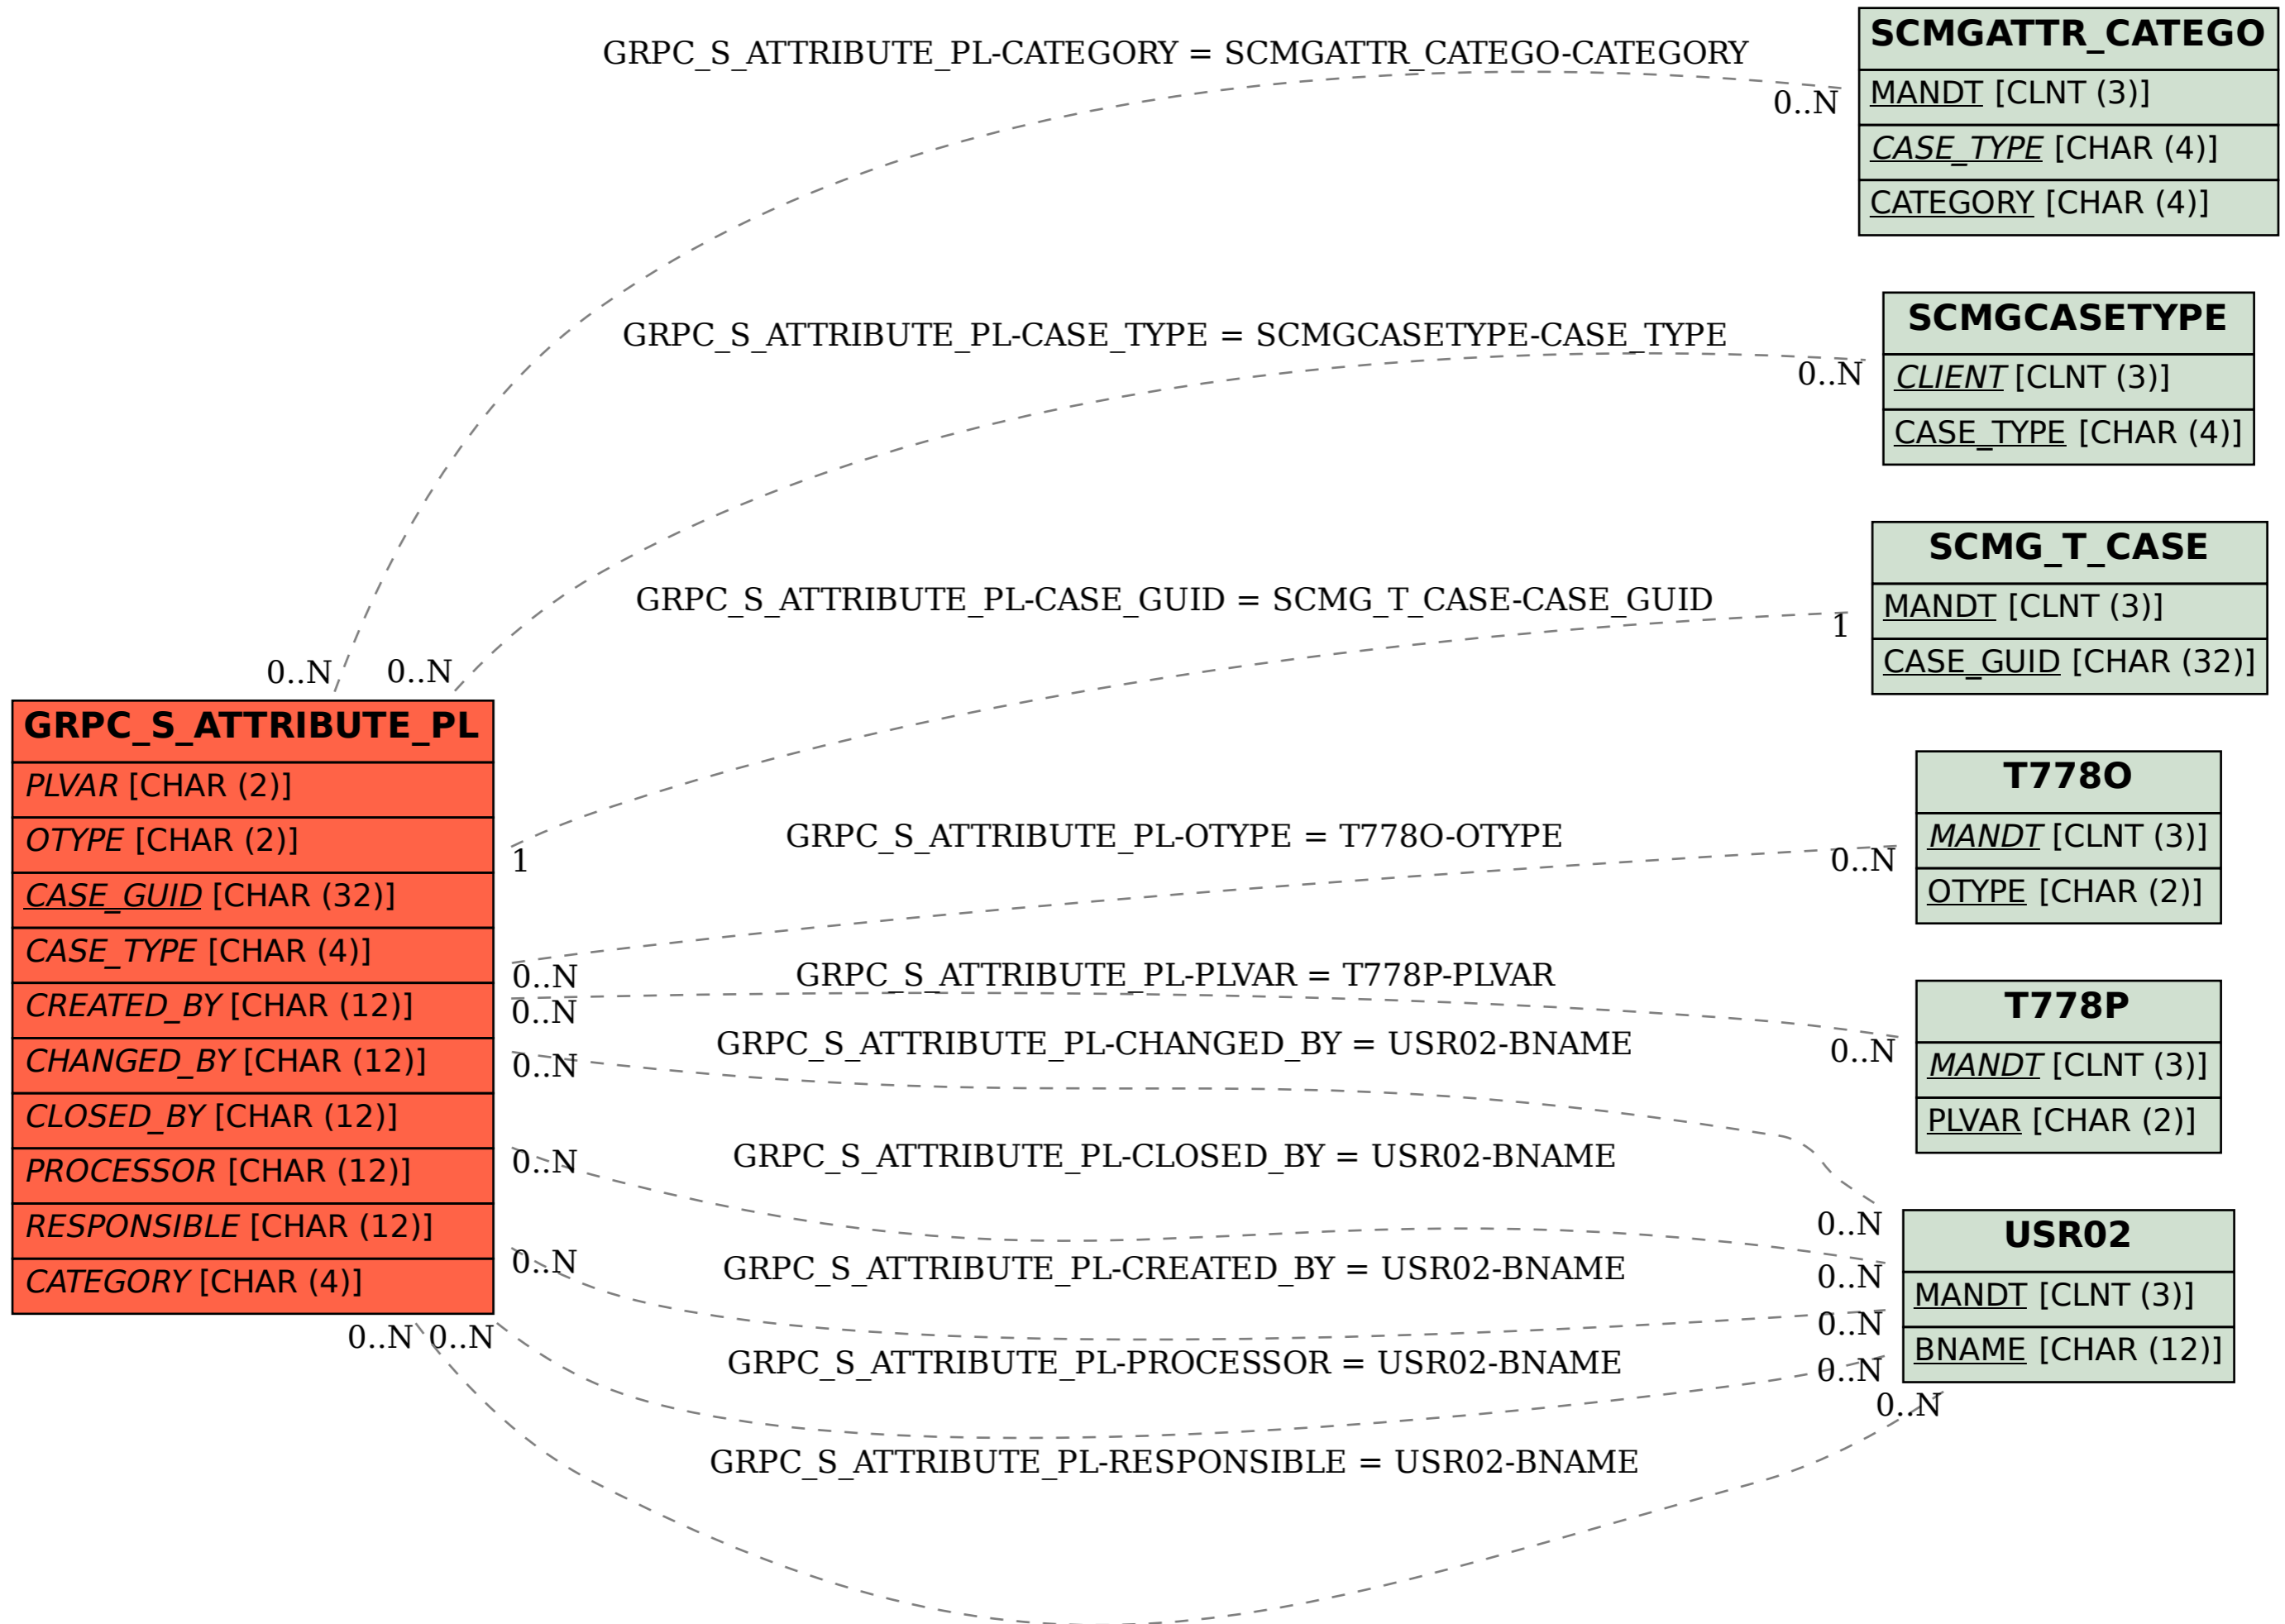 GRPC_S_ATTRIBUTE_PL-CATEGORY = SCMGATTR_CATEGO-CATEGORY
0..N
SCMGATTR_CATEGO
MANDT [CLNT (3)]
CASE_TYPE [CHAR (4)]
CATEGORY [CHAR (4)]
GRPC_S_ATTRIBUTE_PL-CASE_TYPE = SCMGCASETYPE-CASE_TYPE
0..N
SCMGCASETYPE
CLIENT [CLNT (3)]
CASE_TYPE [CHAR (4)]
GRPC_S_ATTRIBUTE_PL-CASE_GUID = SCMG_T_CASE-CASE_GUID
1
SCMG_T_CASE
MANDT [CLNT (3)]
CASE_GUID [CHAR (32)]
0..N
0..N
GRPC_S_ATTRIBUTE_PL
PLVAR [CHAR (2)]
OTYPE [CHAR (2)]
CASE_GUID [CHAR (32)]
CASE_TYPE [CHAR (4)]
CREATED_BY [CHAR (12)]
CHANGED_BY [CHAR (12)]
CLOSED_BY [CHAR (12)]
PROCESSOR [CHAR (12)]
RESPONSIBLE [CHAR (12)]
CATEGORY [CHAR (4)]
1
GRPC_S_ATTRIBUTE_PL-OTYPE = T778O-OTYPE
0..N
0..N
T778O
MANDT [CLNT (3)]
OTYPE [CHAR (2)]
GRPC_S_ATTRIBUTE_PL-PLVAR = T778P-PLVAR
0..N
0..N
T778P
MANDT [CLNT (3)]
PLVAR [CHAR (2)]
GRPC_S_ATTRIBUTE_PL-CHANGED_BY = USR02-BNAME
0..N
0..N
GRPC_S_ATTRIBUTE_PL-CLOSED_BY = USR02-BNAME
0..N
0..N
GRPC_S_ATTRIBUTE_PL-CREATED_BY = USR02-BNAME
0..N
0..N
USR02
MANDT [CLNT (3)]
BNAME [CHAR (12)]
0..N
0..N
GRPC_S_ATTRIBUTE_PL-PROCESSOR = USR02-BNAME
0..N
0..N
GRPC_S_ATTRIBUTE_PL-RESPONSIBLE = USR02-BNAME